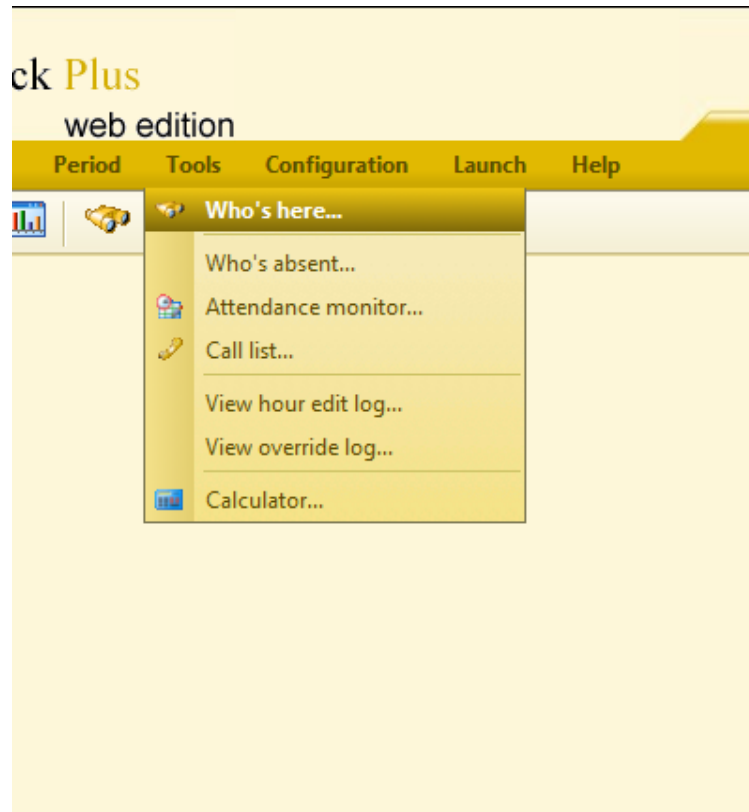 ck Plus
web edition
Period Tools Configuration Launch Help
Who's here...
Who's absent...
Attendance monitor...
Call list...
View hour edit log...
View override log...
Calculator...